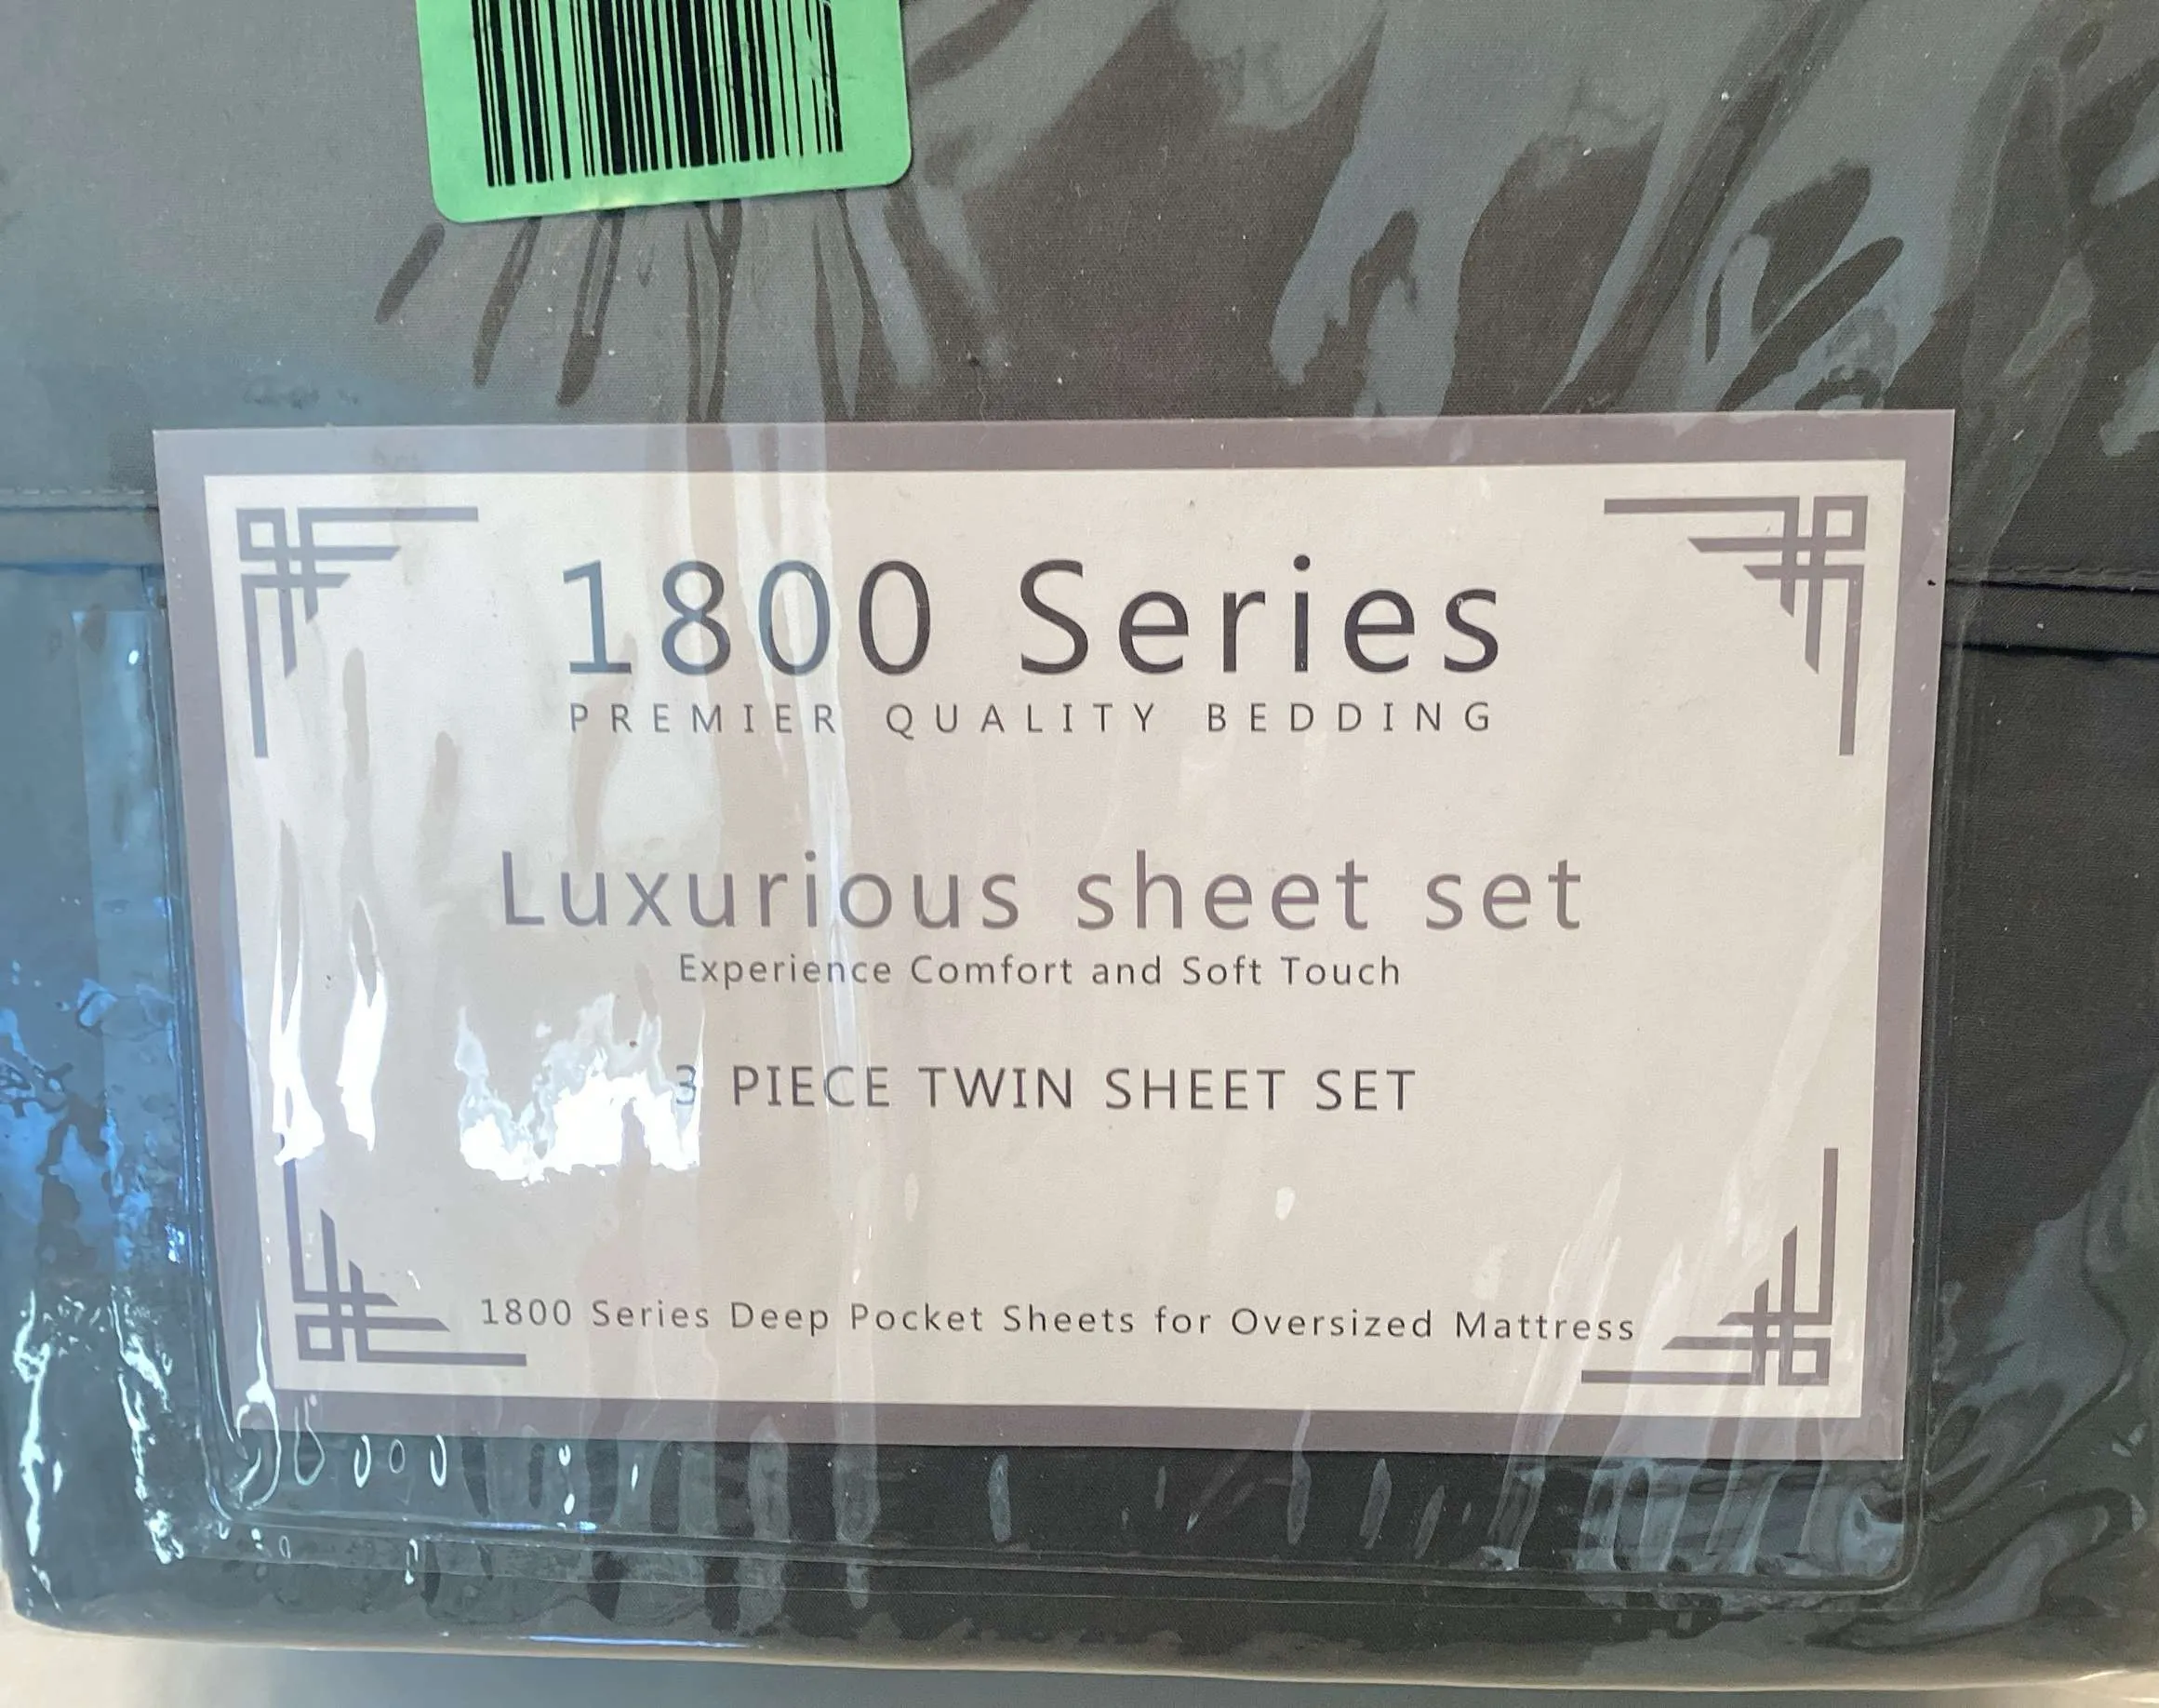 1800 Series
PREMIER QUALITY BEDDING
Luxurious sheet set
Experience Comfort and Soft Touch
3 PIECE TWIN SHEET SET
1800 Series Deep Pocket Sheets for Oversized Mattress